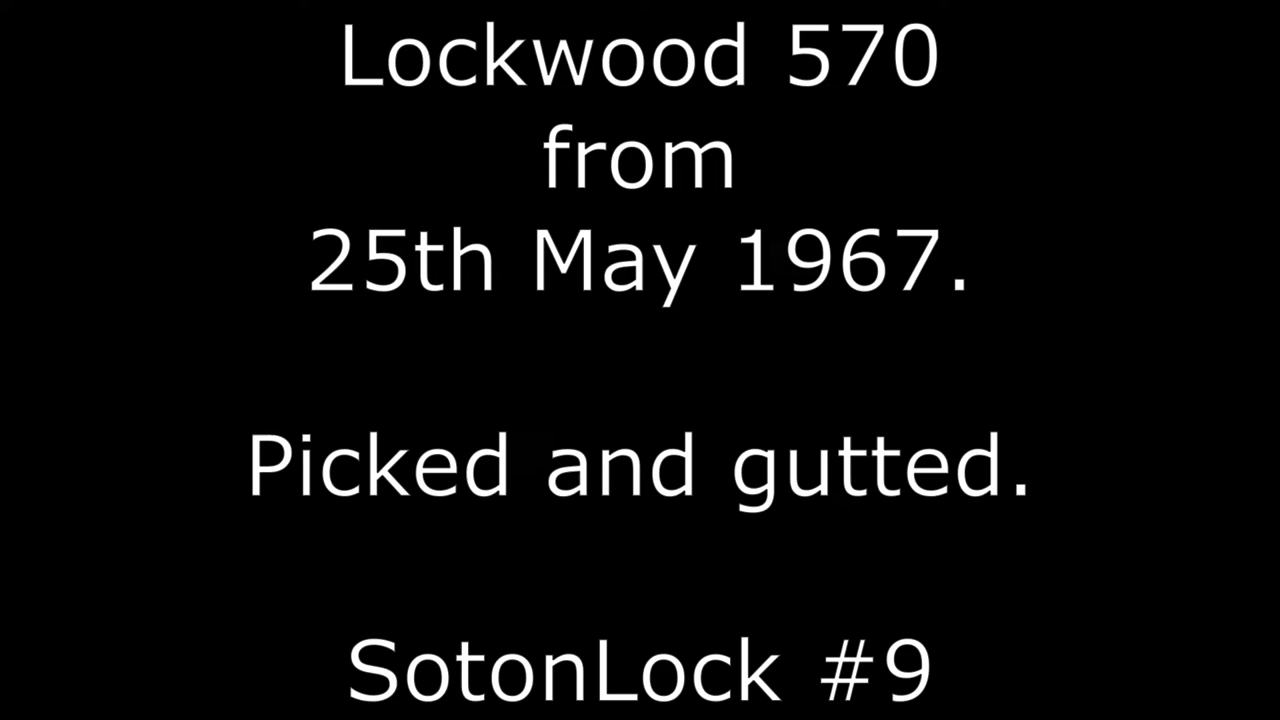 Lockwood 570
from
25th May 1967.
Picked and gutted.
SotonLock #9